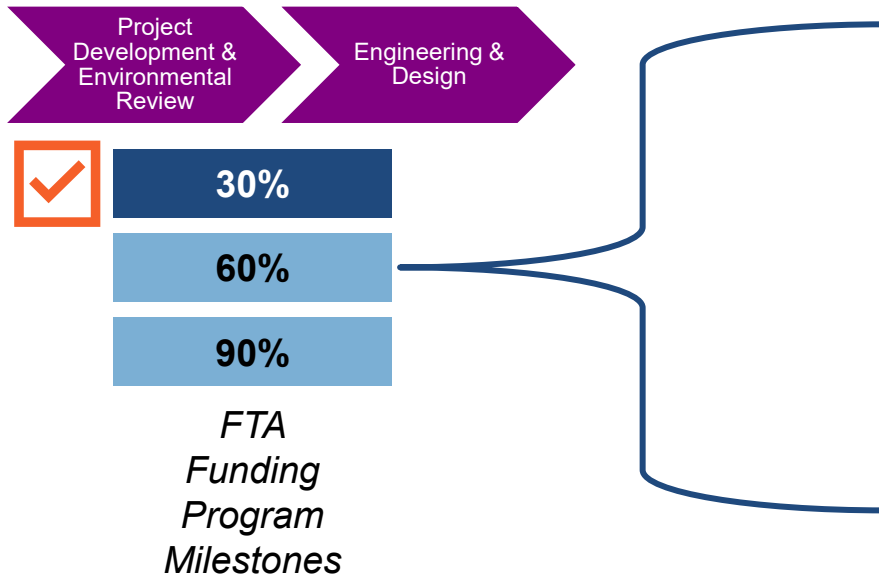 Project
Development &
Environmental
Review
Engineering &
Design
30%
60%
90%
FTA
Funding
Program
Milestones